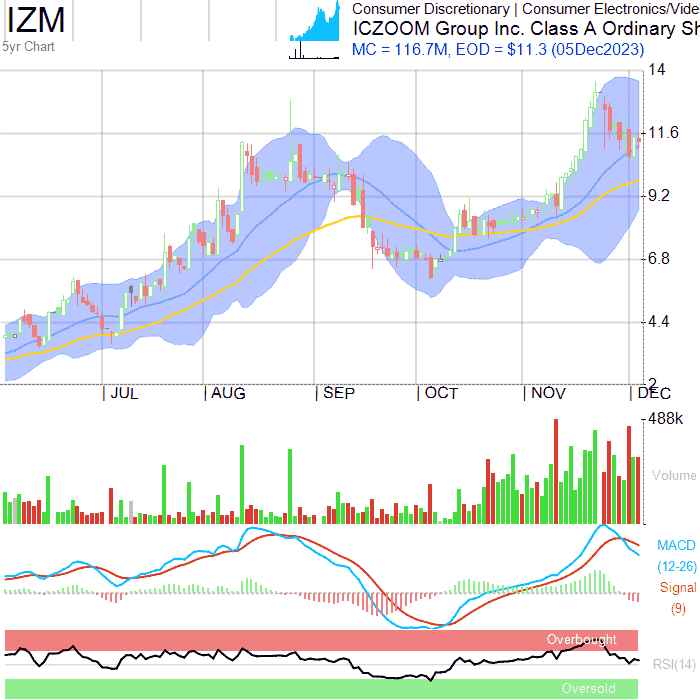 IZM
5yr Chart
Consumer Discretionary | Consumer Electronics/Vide
ICZOOM Group Inc. Class A Ordinary Sh
MC = 116.7M, EOD = $11.3 (05Dec2023)
14
11.6
9.2
6.8
4.4
2
JUL AUG SEP OCT NOV DEC
488k
Volume
MACD
(12-26)
Signal
(9)
Overbought
RSI(14)
Oversold